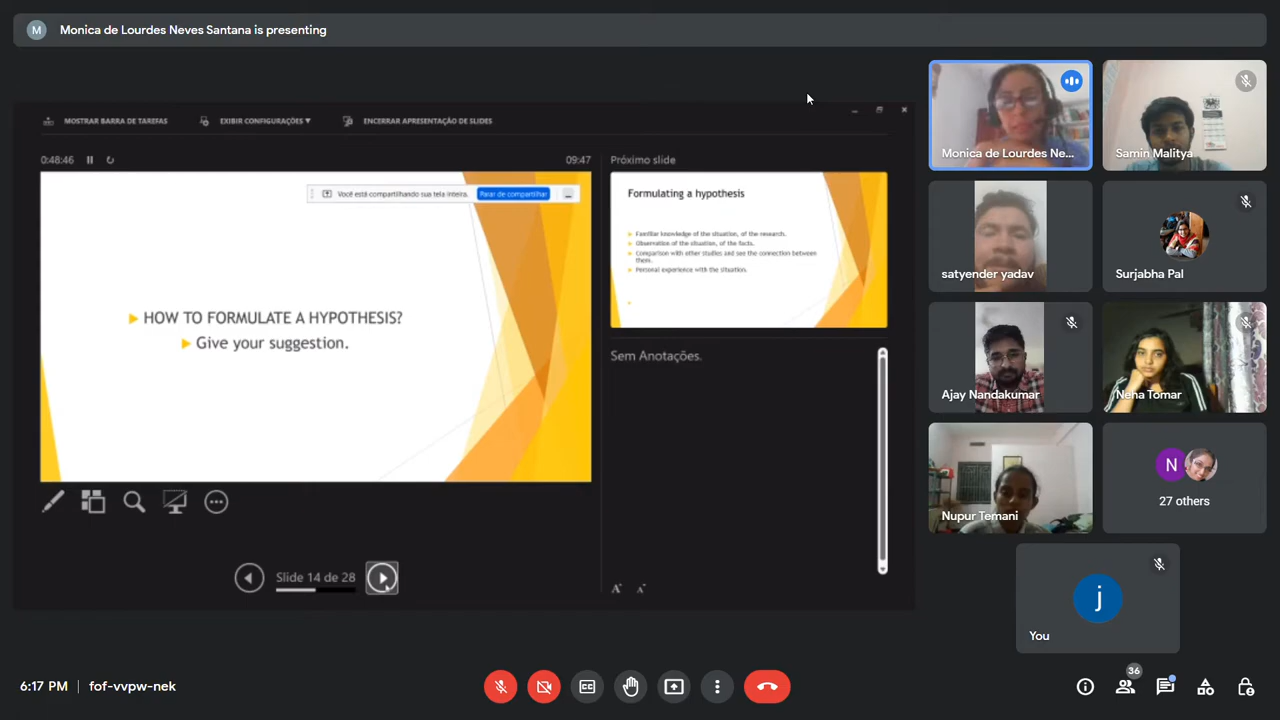 M
Monica de Lourdes Neves Santana is presenting
MOSTRAR BARRA DE TAREFAS
EXIBIR CONFIGURAÇÕES ▼
ENCERRAR APRESENTAÇÃO DE SLIDES
0:48:46
09:47
Você está compartilhando sua tela inteira.
Parar de compartilhar
► HOW TO FORMULATE A HYPOTHESIS?
► Give your suggestion.
Slide 14 de 28
Próximo slide
Formulating a hypothesis
► Familiar knowledge of the situation, of the research.
► Observation of the situation, of the facts.
► Comparison with other studies and see the connection between
them.
► Personal experience with the situation.
Sem Anotações.
A
A
Monica de Lourdes Ne...
Samin Malitya
satyender yadav
Surjabha Pal
Ajay Nandakumar
Neha Tomar
Nupur Temani
N
27 others
j
You
6:17 PM | fof-vvpw-nek
CC
36